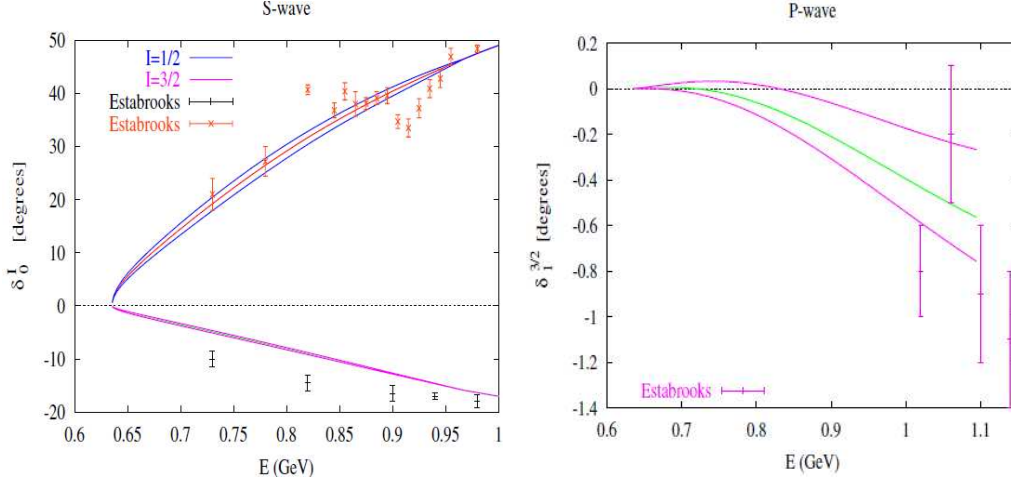 S-wave
50
40
30
20
10
0
-10
-20
δ 0 I [degrees]
I=1/2
I=3/2
Estabrooks
Estabrooks
0.6 0.65 0.7 0.75 0.8 0.85 0.9 0.95 1
E (GeV)
P-wave
0.2
0
-0.2
-0.4
-0.6
-0.8
-1
-1.2
-1.4
δ 1 3/2 [degrees]
Estabrooks
0.6 0.7 0.8 0.9 1 1.1
E (GeV)